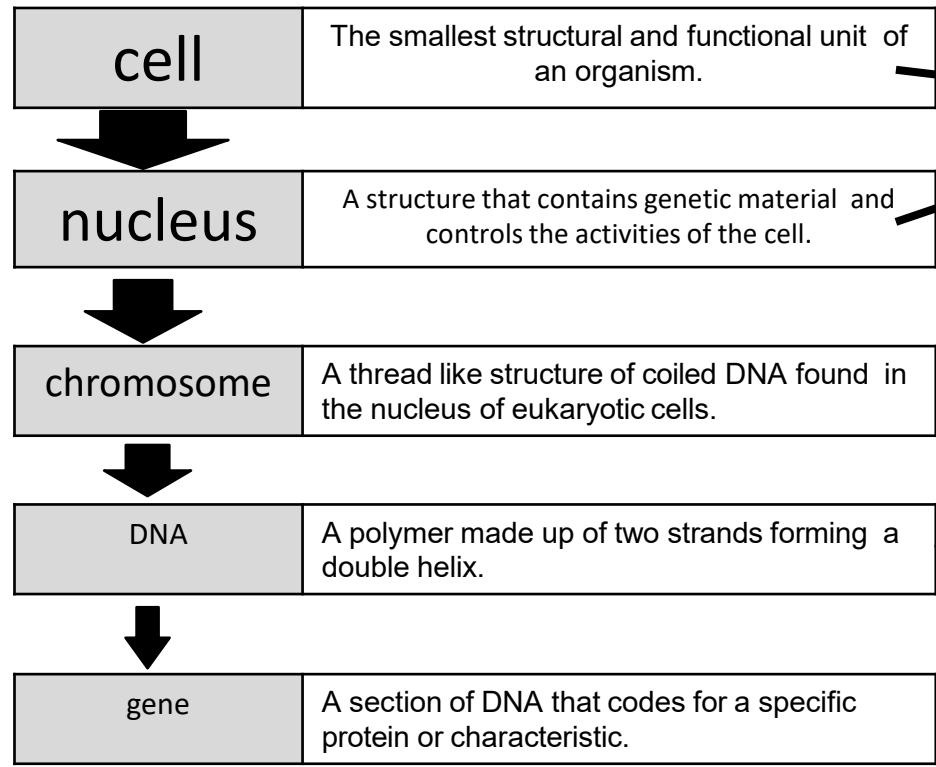 cell
The smallest structural and functional unit of
an organism.
nucleus
A structure that contains genetic material and
controls the activities of the cell.
chromosome
A thread like structure of coiled DNA found in
the nucleus of eukaryotic cells.
DNA
A polymer made up of two strands forming a
double helix.
gene
A section of DNA that codes for a specific
protein or characteristic.